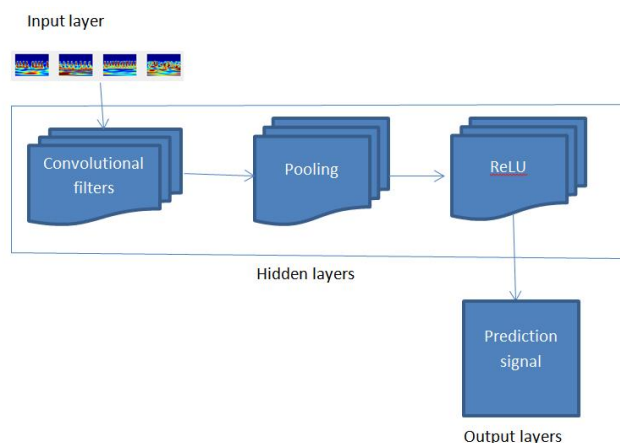 Input layer
Convolutional
filters
Pooling
ReLU
Hidden layers
Prediction
signal
Output layers